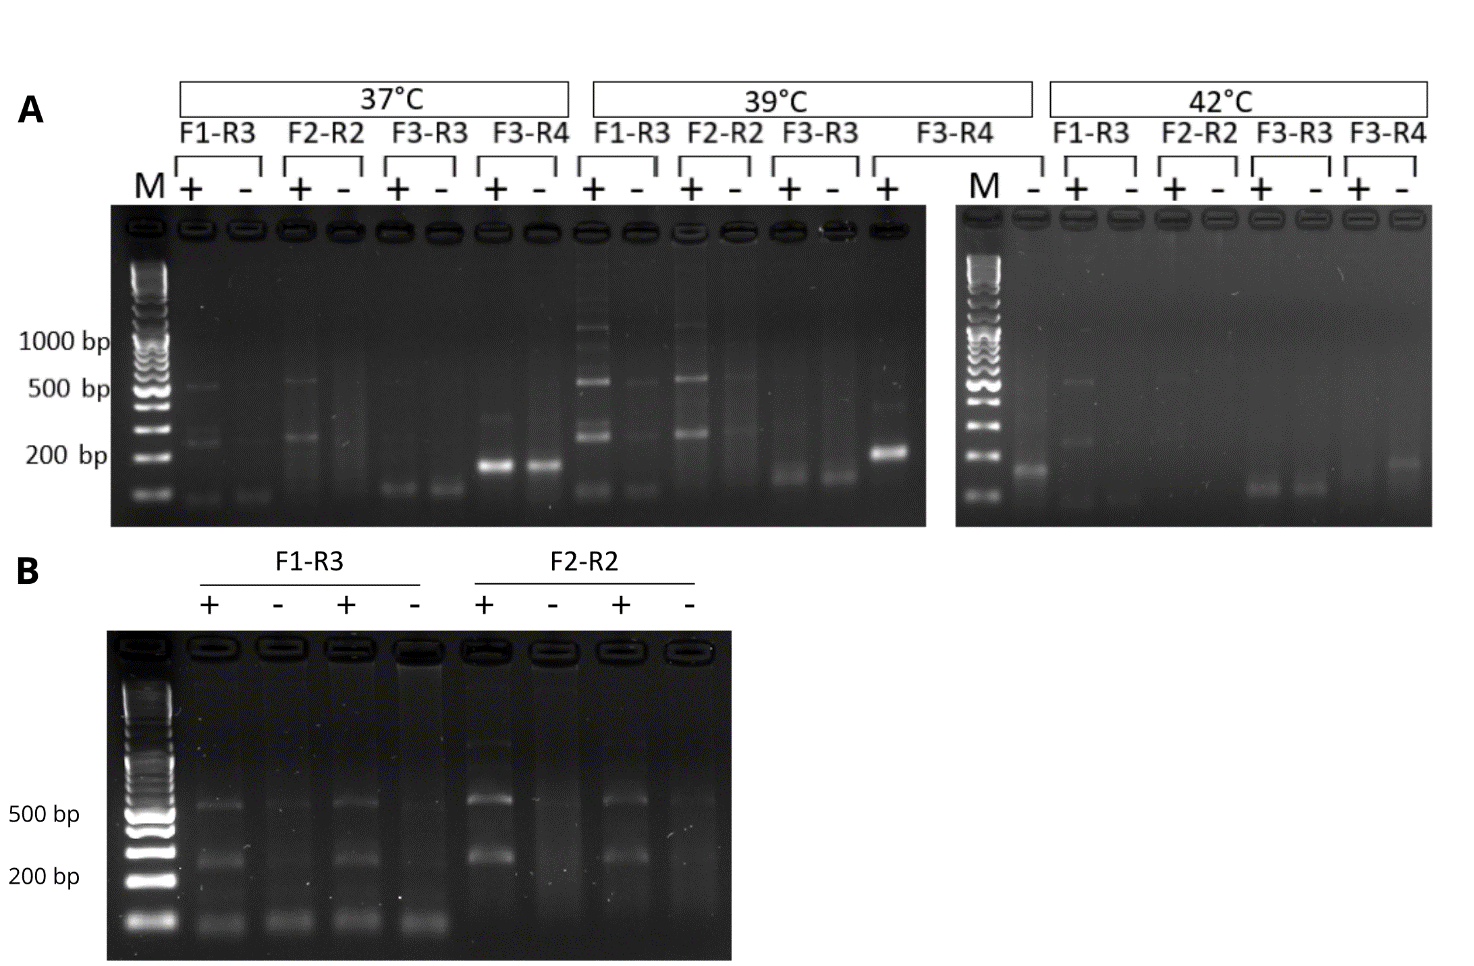 A
37°C 39°C 42°C
F1-R3 F2-R2 F3-R3 F3-R4 F1-R3 F2-R2 F3-R3 F3-R4 F1-R3 F2-R2 F3-R3 F3-R4
M + - + - + - + - + - + - + - + M - + - + - + - + -
1000 bp
500 bp
200 bp
B
F1-R3 F2-R2
+ - + - + - + -
500 bp
200 bp